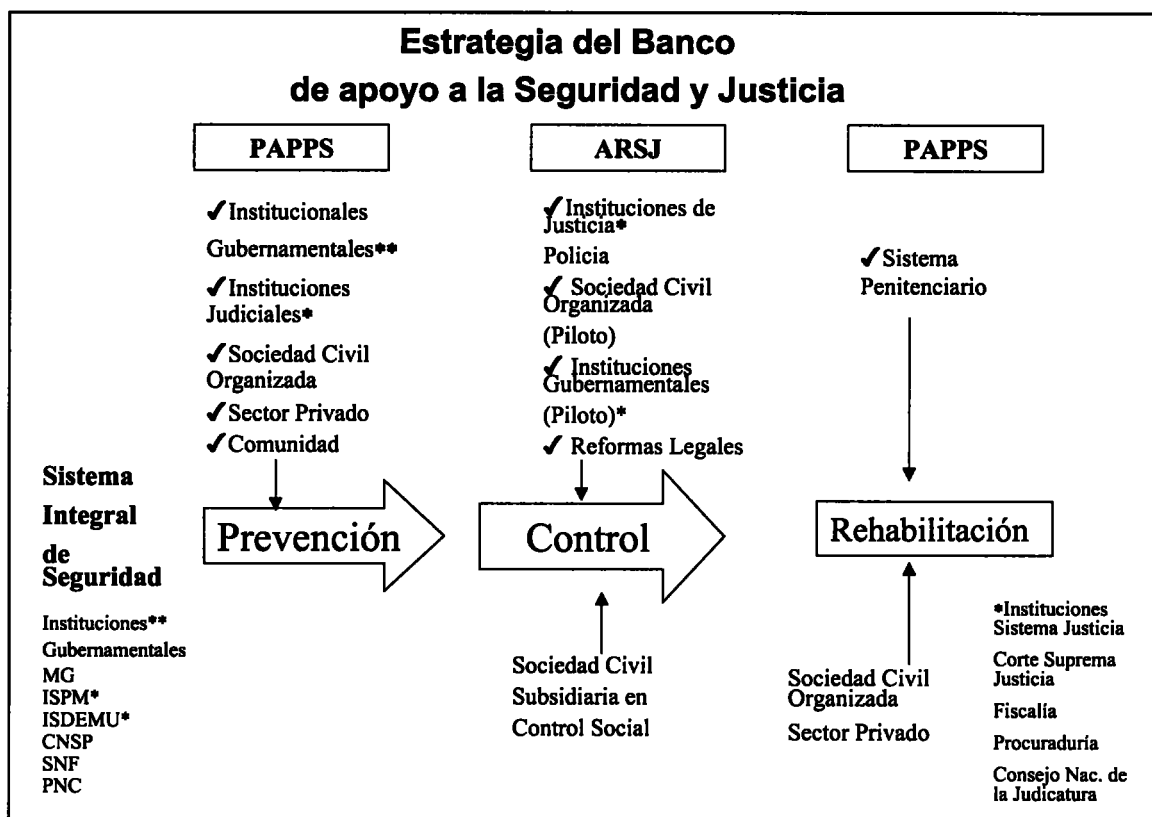 Estrategia del Banco
de apoyo a la Seguridad y Justicia
PAPPS
✓Institucionales
Gubernamentales**
✓Instituciones
Judiciales*
✓Sociedad Civil
Organizada
✓Sector Privado
✓Comunidad
ARSJ
✓Instituciones de
Justicia*
Policia
✓Sociedad Civil
Organizada
(Piloto)
✓Instituciones
Gubernamentales
(Piloto)*
✓Reformas Legales
PAPPS
✓Sistema
Penitenciario
Sistema
Integral
de
Seguridad
Prevención
Control
Rehabilitación
Instituciones**
Gubernamentales
MG
ISPM*
ISDEMU*
CNSP
SNF
PNC
Sociedad Civil
Subsidiaria en
Control Social
Sociedad Civil
Organizada
Sector Privado
*Instituciones
Sistema Justicia
Corte Suprema
Justicia
Fiscalía
Procuraduría
Consejo Nac. de
la Judicatura